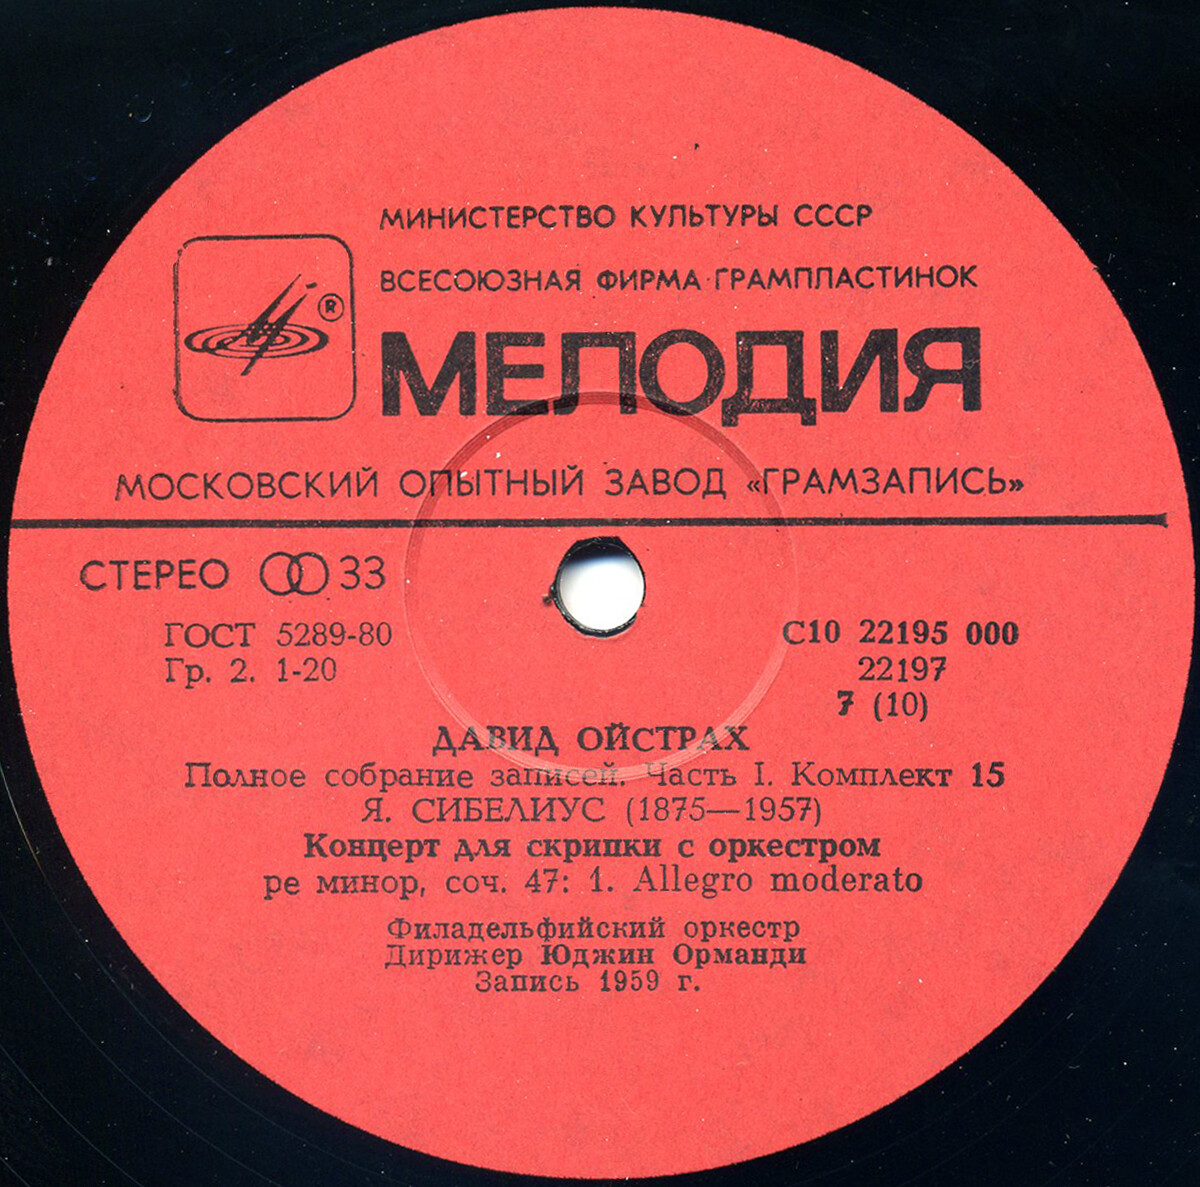 МИНИСТЕРСТВО КУЛЬТУРЫ СССР
ВСЕСОЮЗНАЯ ФИРМА ГРАМПЛАСТИНОК
®
МЕЛОДИЯ
МОСКОВСКИЙ ОПЫТНЫЙ ЗАВОД «ГРАМЗАПИСЬ»
СТЕРЕО 33
ГОСТ 5289-80
Гр. 2. 1-20
С10 22195 000
22197
7 (10)
ДАВИД ОЙСТРАХ
Полное собрание записей. Часть I. Комплект 15
Я. СИБЕЛИУС (1875—1957)
Концерт для скрипки с оркестром
ре минор, соч. 47: 1. Allegro moderato
Филадельфийский оркестр
Дирижер Юджин Орманди
Запись 1959 г.